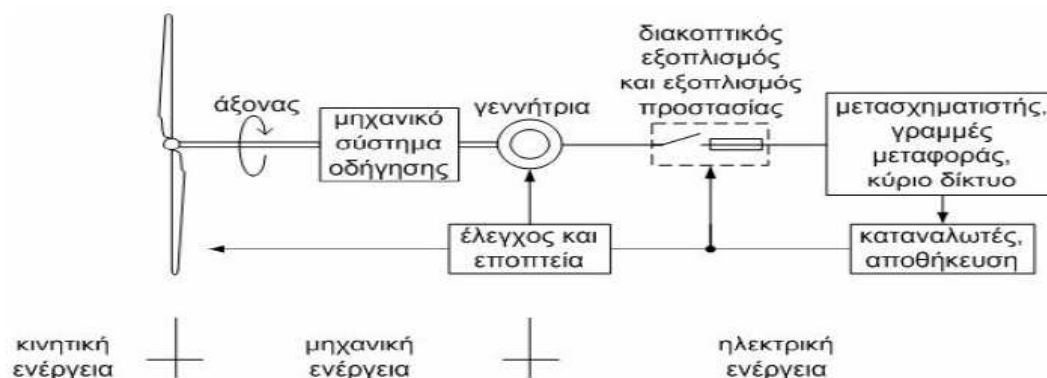 άξονας
μηχανικό
σύστημα
οδήγησης
γεννήτρια
διακοπτικός
εξοπλισμός
και εξοπλισμός
προστασίας
μετασχηματιστής,
γραμμές
μεταφοράς,
κύριο δίκτυο
έλεγχος και
εποπτεία
καταναλωτές,
αποθήκευση
κινητική
ενέργεια
μηχανική
ενέργεια
ηλεκτρική
ενέργεια